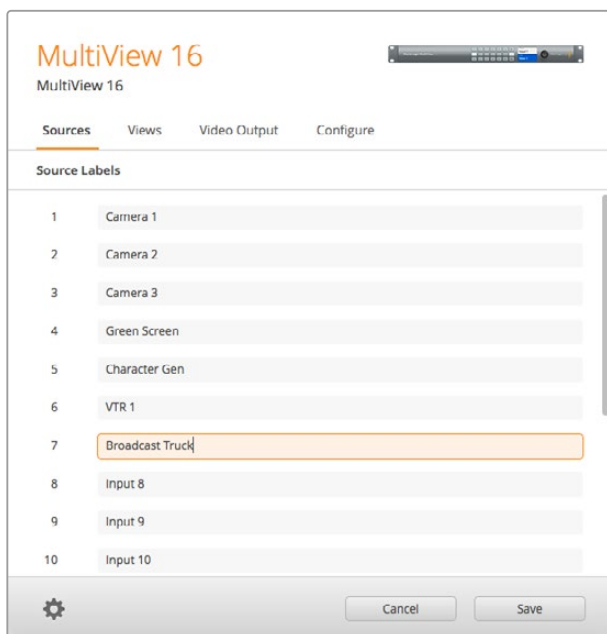 MultiView 16
MultiView 16
Sources Views Video Output Configure
Source Labels
1 Camera 1
2 Camera 2
3 Camera 3
4 Green Screen
5 Character Gen
6 VTR 1
7 Broadcast Truck
8 Input 8
9 Input 9
10 Input 10
Cancel Save